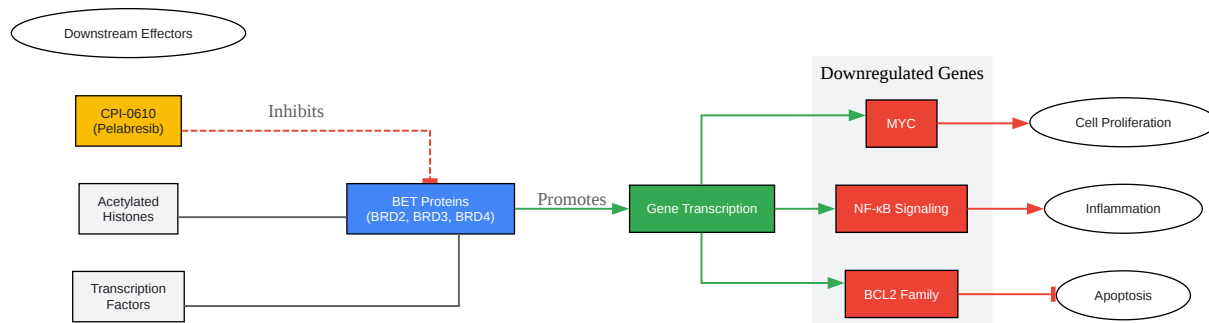 Downstream Effectors
Downregulated Genes
CPI-0610
(Pelabresib)
Inhibits
MYC
Cell Proliferation
Acetylated
Histones
BET Proteins
(BRD2, BRD3, BRD4)
Promotes
Gene Transcription
NF-κB Signaling
Inflammation
Transcription
Factors
BCL2 Family
Apoptosis